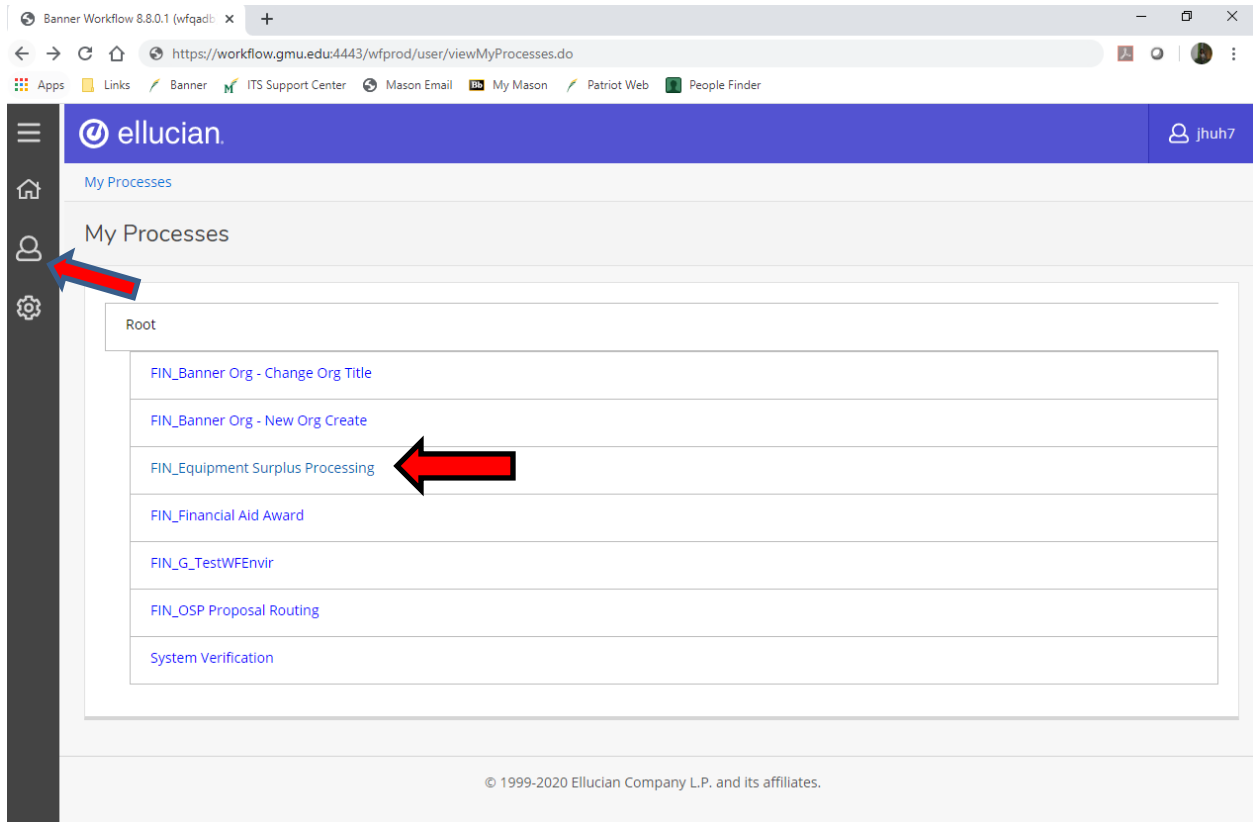 Banner Workflow 8.8.0.1 (wfqadb
https://workflow.gmu.edu:4443/wfprod/user/viewMyProcesses.do
Apps Links Banner ITS Support Center Mason Email Bb My Mason Patriot Web People Finder
ellucian. jhuh7
My Processes
My Processes
Root
FIN_Banner Org - Change Org Title
FIN_Banner Org - New Org Create
FIN_Equipment Surplus Processing
FIN_Financial Aid Award
FIN_G_TestWFEnvir
FIN_OSP Proposal Routing
System Verification
© 1999-2020 Ellucian Company L.P. and its affiliates.